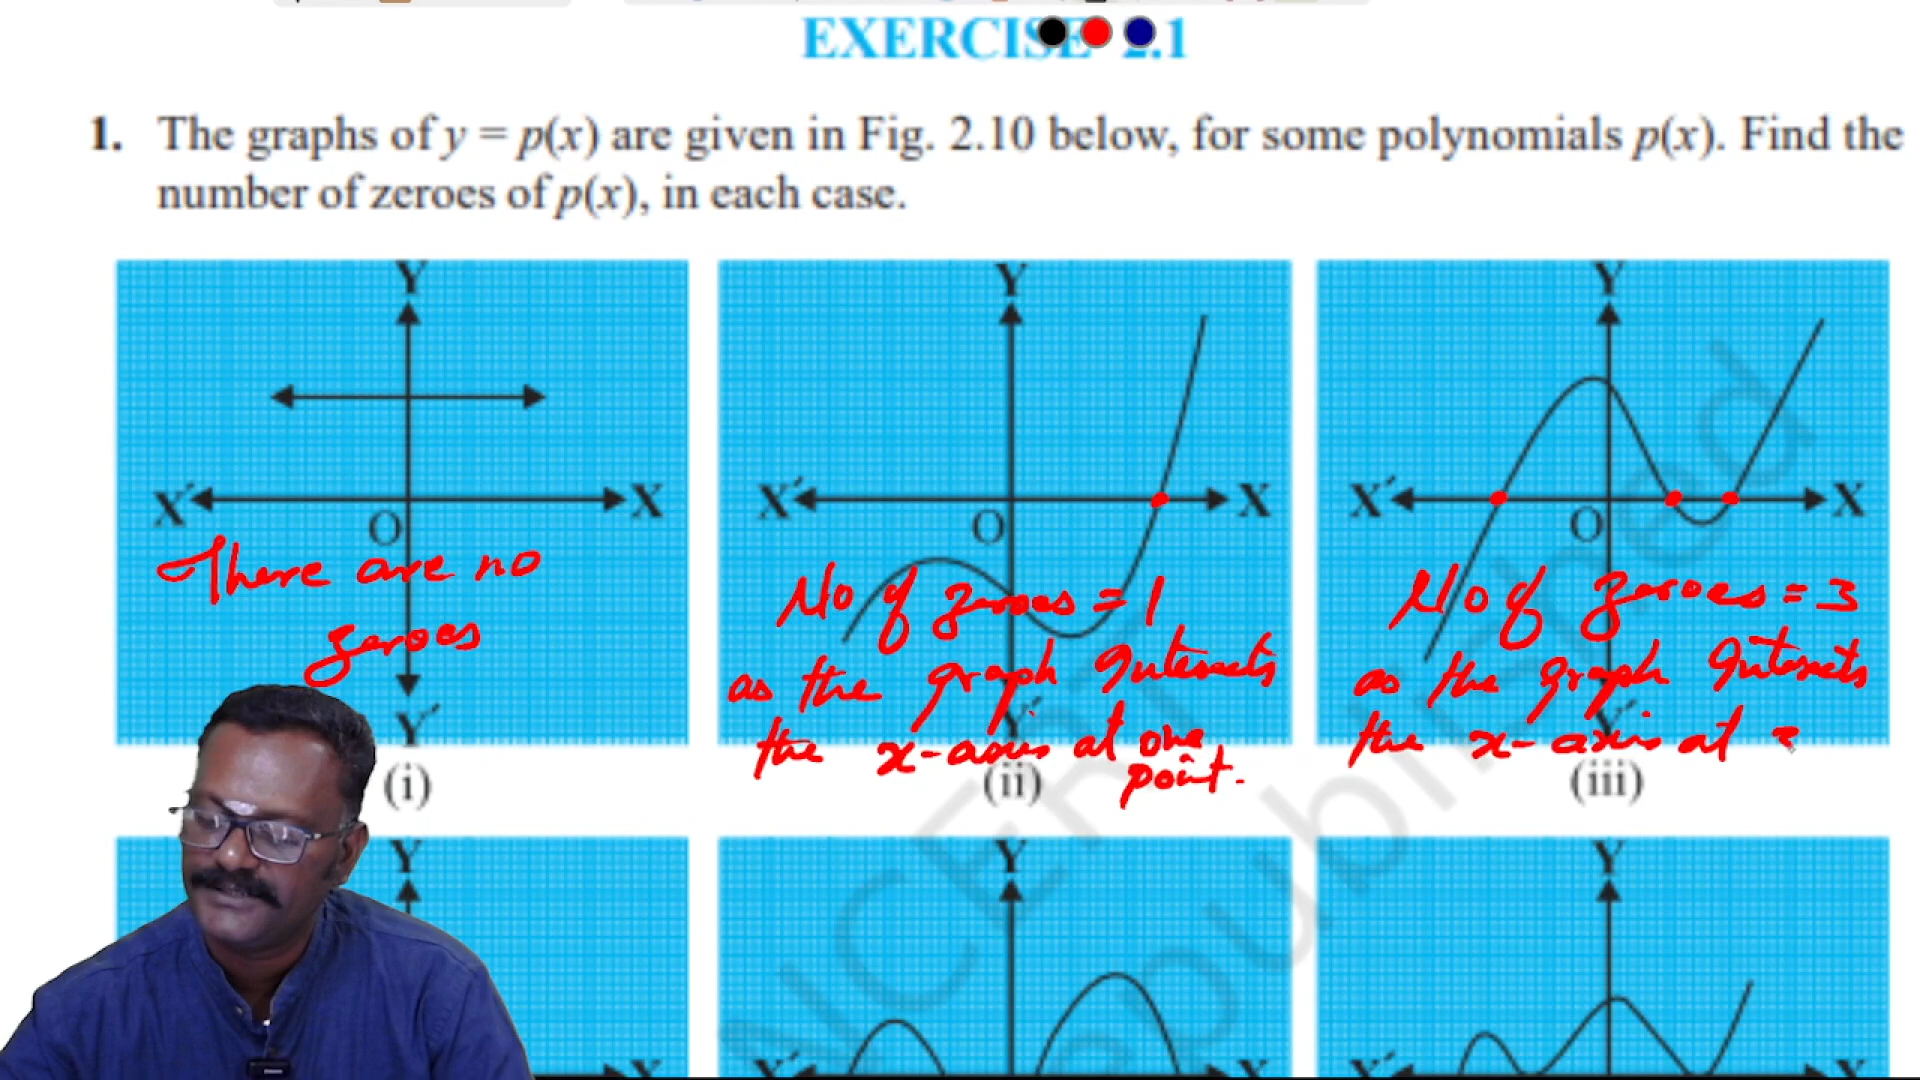 EXERCISE 2.1
1. The graphs of y = p(x) are given in Fig. 2.10 below, for some polynomials p(x). Find the
number of zeroes of p(x), in each case.
Y
X′ O X
There are no
zeroes
Y′
(i)
Y
X′ O X
No of zeroes = 1
as the graph intersects
the x-axis at one
point.
Y′
(ii)
Y
X′ O X
No of zeroes = 3
as the graph intersects
the x-axis at
Y′
(iii)
Y
X
Y
X′ X
Y
X′ X
NCERT
republished